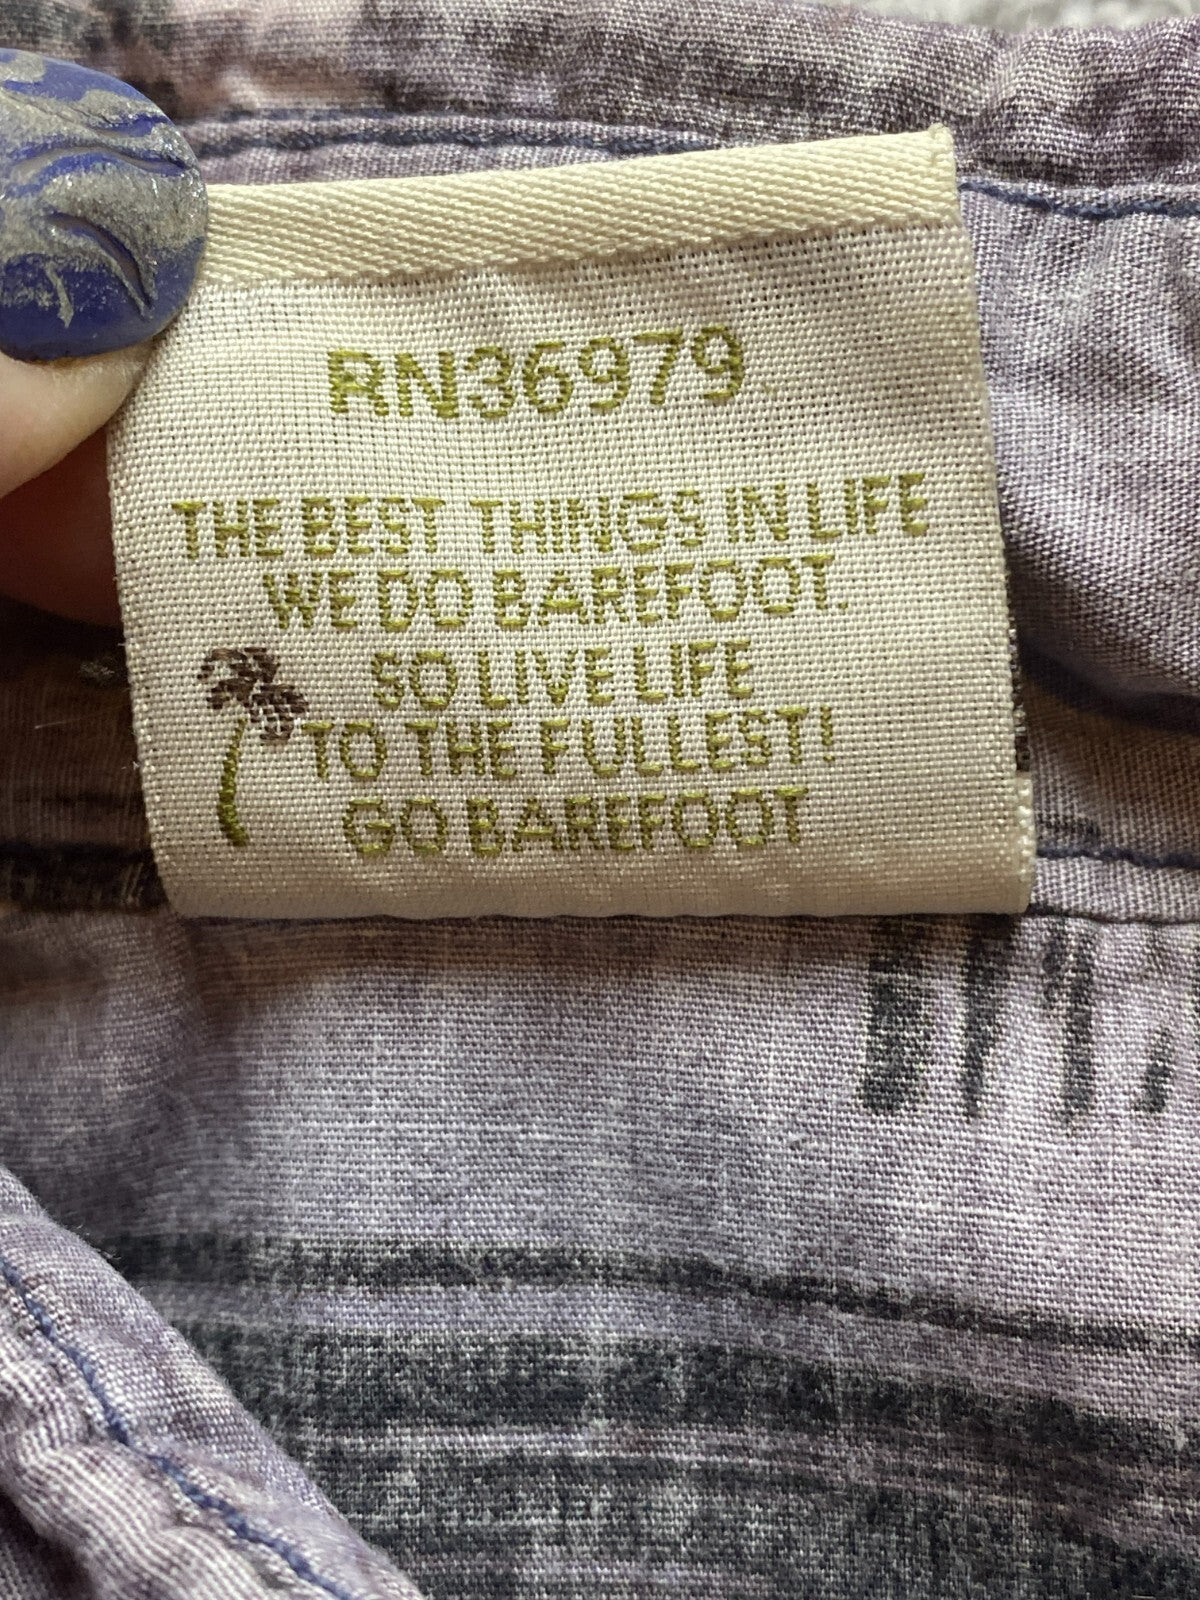 RN36979
THE BEST THINGS IN LIFE
WE DO BAREFOOT.
SO LIVE LIFE
TO THE FULLEST!
GO BAREFOOT